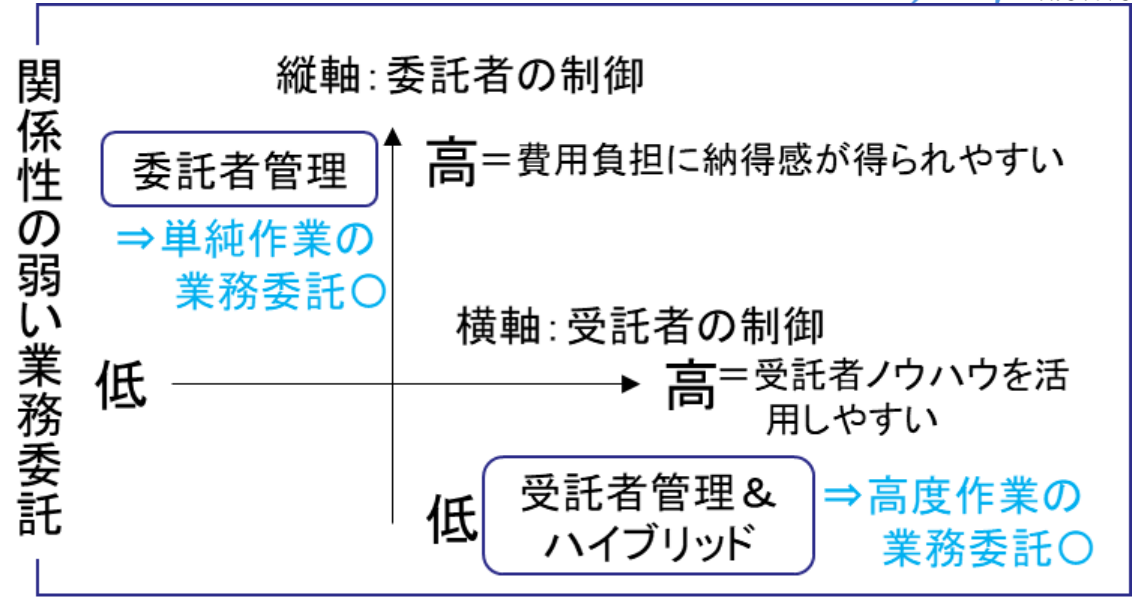 関係性の弱い業務委託
縦軸：委託者の制御
委託者管理
高＝費用負担に納得感が得られやすい
⇒単純作業の
業務委託〇
横軸：受託者の制御
低
高＝受託者ノウハウを活
用しやすい
低
受託者管理＆
ハイブリッド
⇒高度作業の
業務委託〇